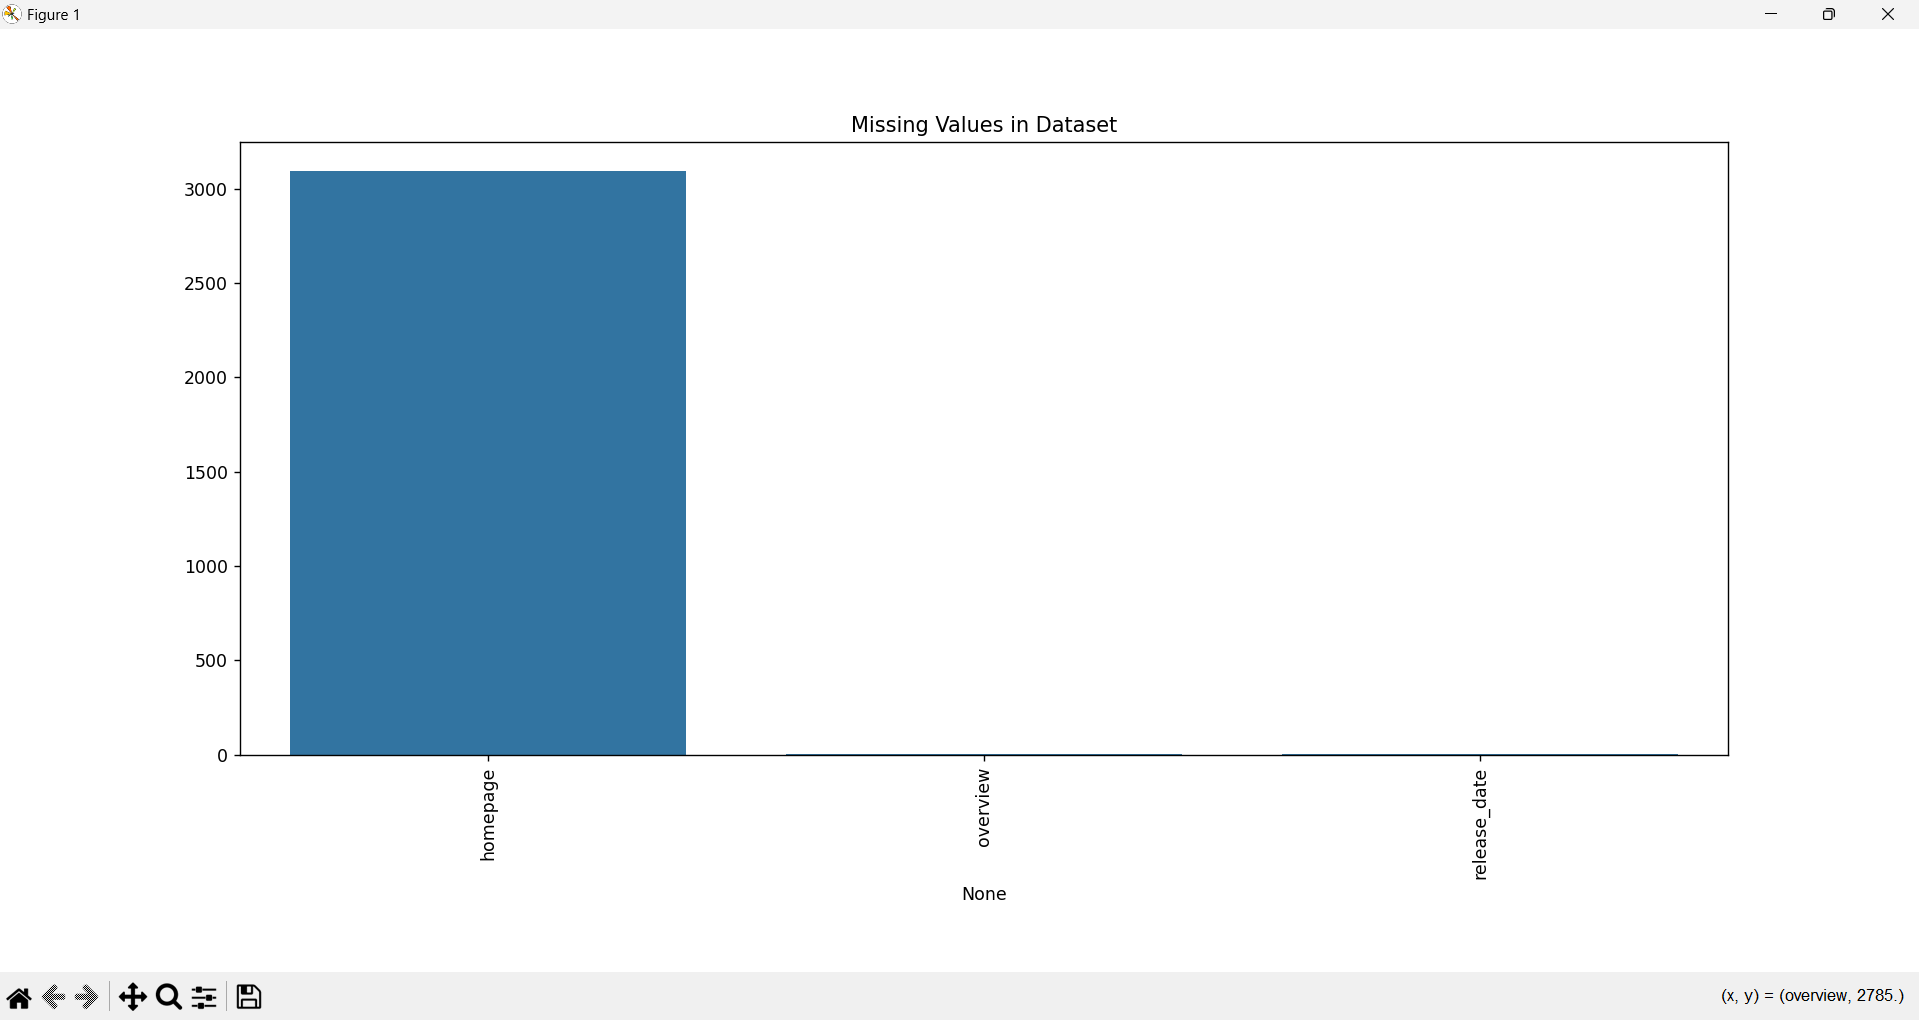 Figure 1
Missing Values in Dataset
3000
2500
2000
1500
1000
500
0
homepage
overview
release_date
None
(x, y) = (overview, 2785.)